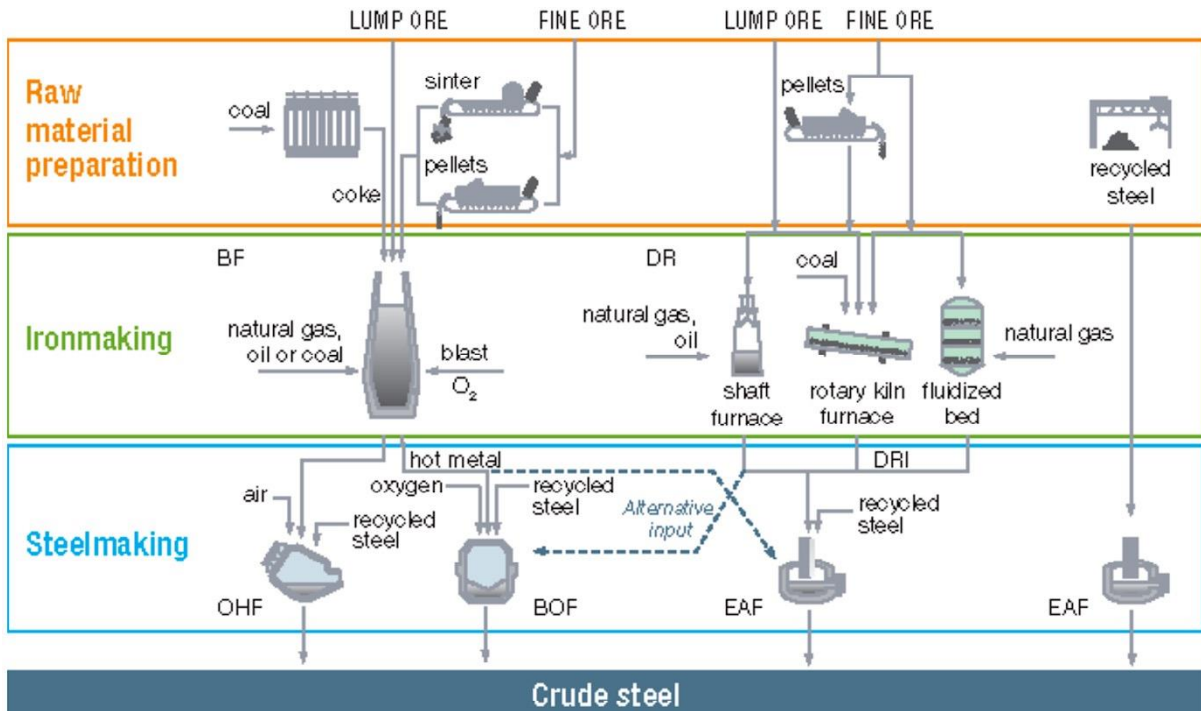 LUMP ORE
FINE ORE
LUMP ORE
FINE ORE
Raw
material
preparation
coal
coke
sinter
pellets
pellets
recycled
steel
Ironmaking
BF
natural gas,
oil or coal
blast
O₂
DR
natural gas,
oil
coal
natural gas
shaft
furnace
rotary kiln
furnace
fluidized
bed
Steelmaking
hot metal
DRI
air
recycled
steel
oxygen
recycled
steel
Alternative
input
recycled
steel
OHF
BOF
EAF
EAF
Crude steel